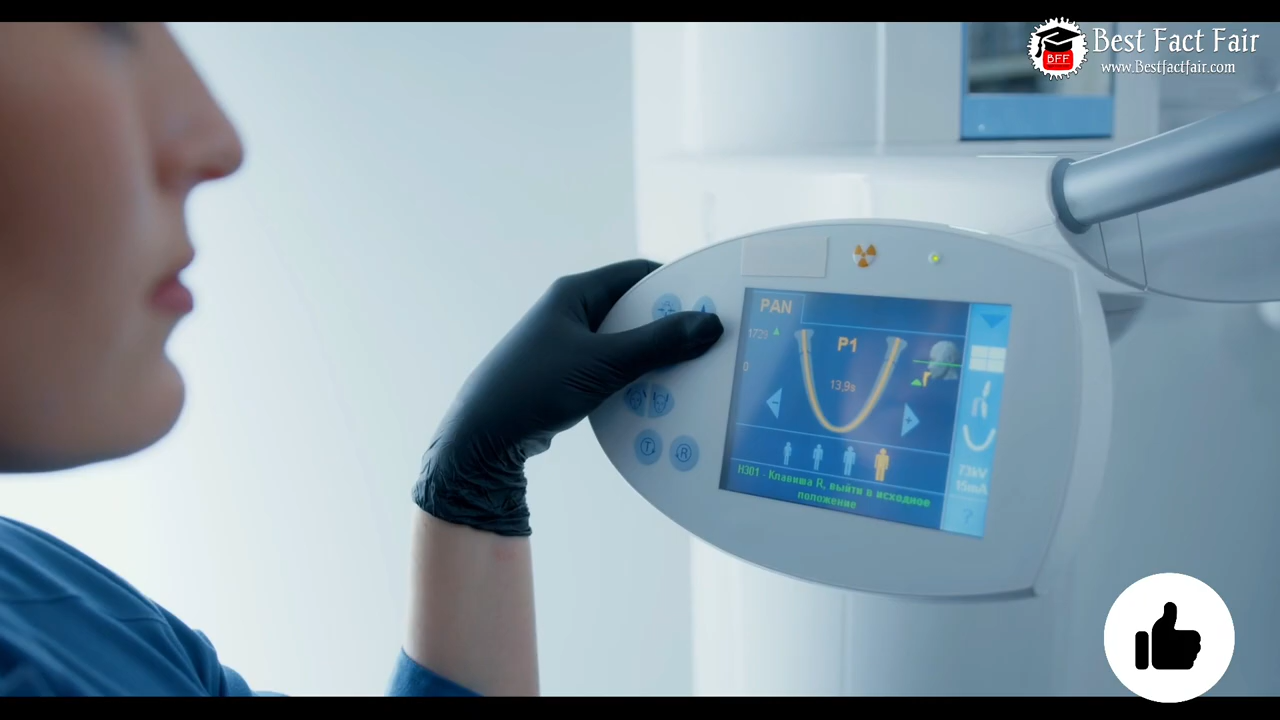 BFF
Best Fact Fair
www.Bestfactfair.com
PAN
1729
P1
0
13,9s
73kV
15mA
?
H301 - Клавиша R, выйти в исходное
положение
T
R